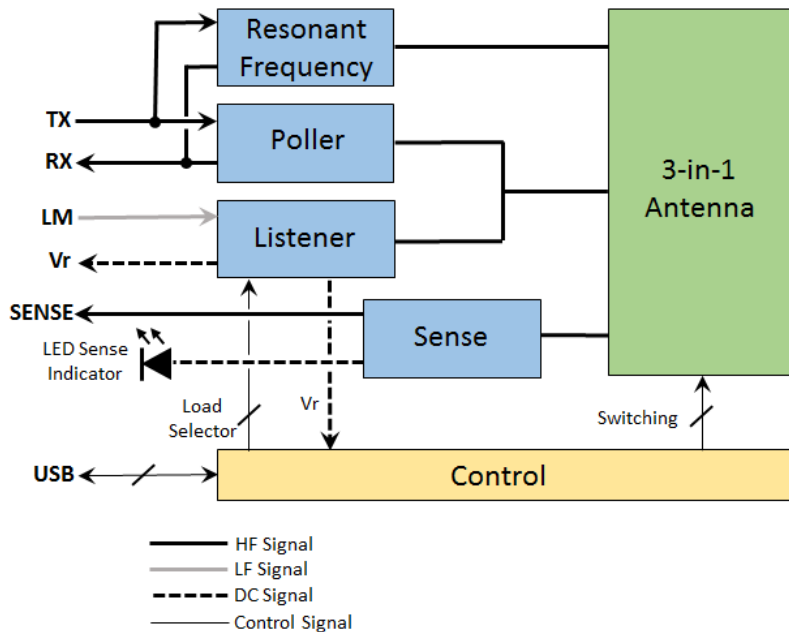 Resonant
Frequency
TX
Poller
RX
3-in-1
Antenna
LM
Listener
Vr
SENSE
Sense
LED Sense
Indicator
Load
Selector
Vr
Switching
USB
Control
HF Signal
LF Signal
DC Signal
Control Signal